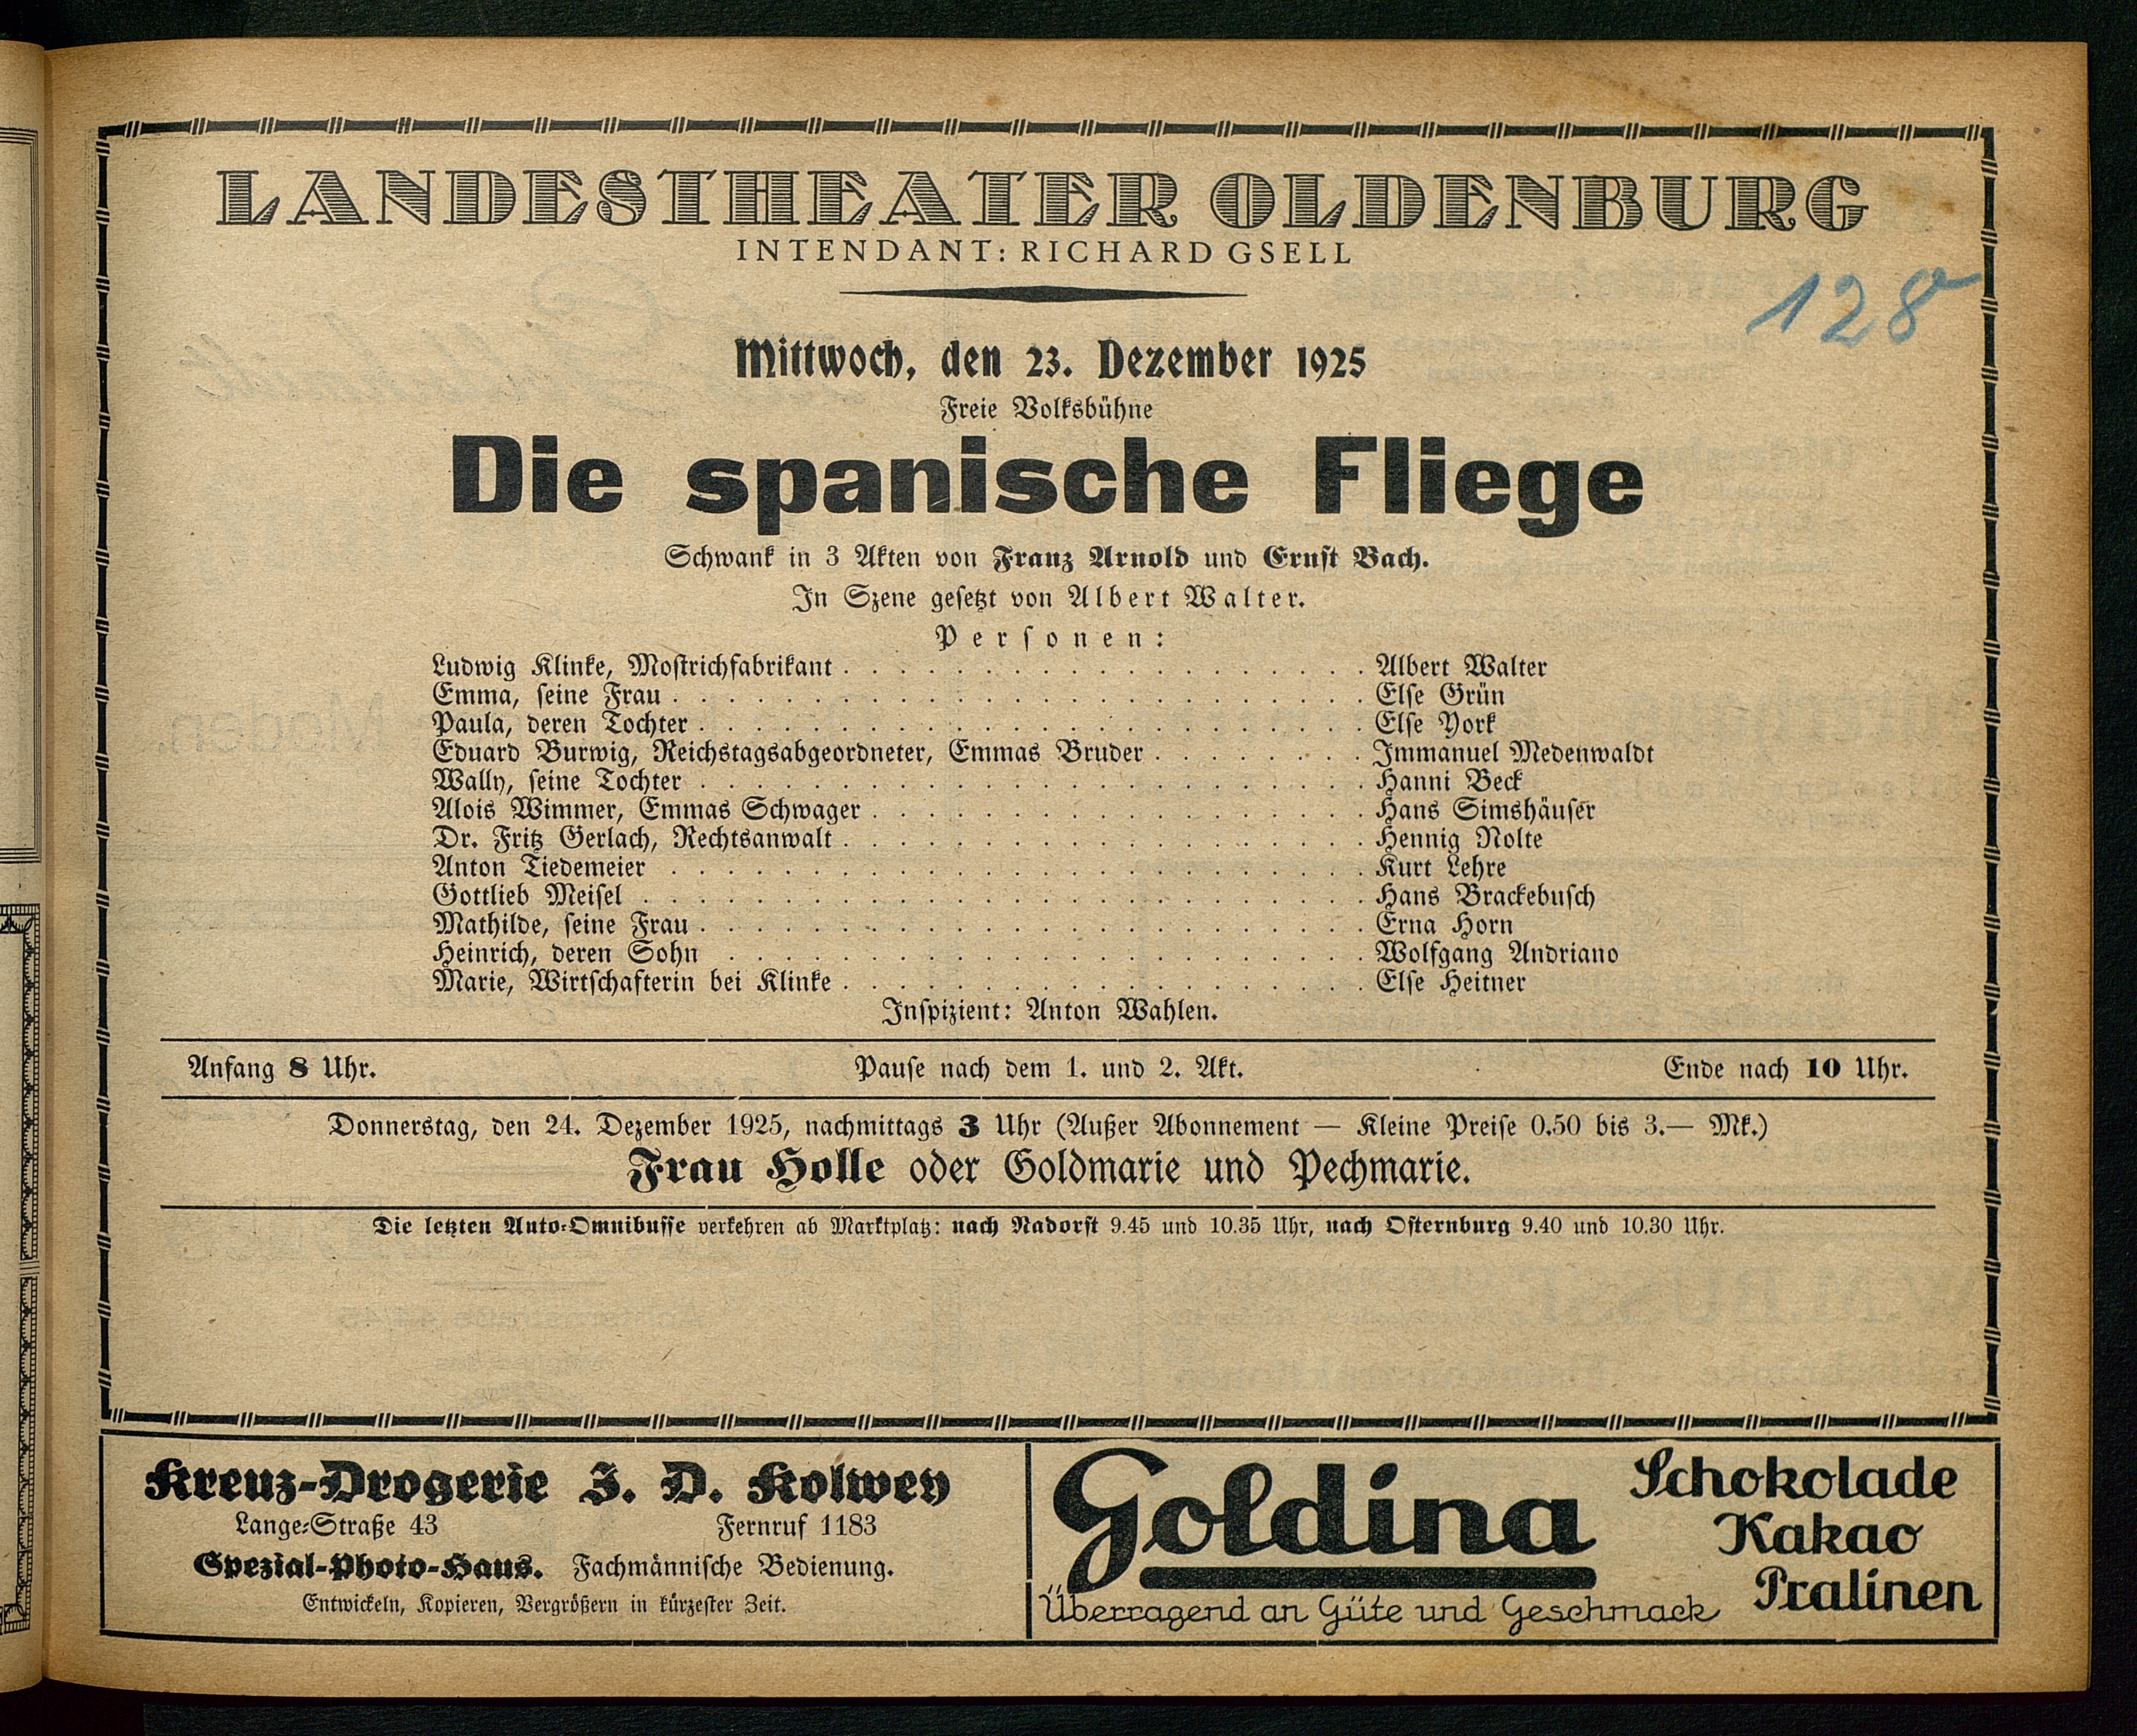 LANDESTHEATER OLDENBURG
INTENDANT: RICHARD GSELL
128
Mittwoch, den 23. Dezember 1925
Freie Volksbühne
Die spanische Fliege
Schwank in 3 Akten von Franz Arnold und Ernst Bach.
In Szene gesetzt von Albert Walter.
Personen:
Ludwig Klinke, Mostrichfabrikant . . . . . . . . . . . . . . . . . . . Albert Walter
Emma, seine Frau . . . . . . . . . . . . . . . . . . . . . . . . . Else Grün
Paula, deren Tochter . . . . . . . . . . . . . . . . . . . . . . . . Else York
Eduard Burwig, Reichstagsabgeordneter, Emmas Bruder . . . . . . . . Immanuel Medenwaldt
Wally, seine Tochter . . . . . . . . . . . . . . . . . . . . . . . . Hanni Beck
Alois Wimmer, Emmas Schwager . . . . . . . . . . . . . . . . . . Hans Simshäuser
Dr. Fritz Gerlach, Rechtsanwalt . . . . . . . . . . . . . . . . . . . Hennig Nolte
Anton Tiedemeier . . . . . . . . . . . . . . . . . . . . . . . . . Kurt Lehre
Gottlieb Meisel . . . . . . . . . . . . . . . . . . . . . . . . . . Hans Brackebusch
Mathilde, seine Frau . . . . . . . . . . . . . . . . . . . . . . . . Erna Horn
Heinrich, deren Sohn . . . . . . . . . . . . . . . . . . . . . . . Wolfgang Andriano
Marie, Wirtschafterin bei Klinke . . . . . . . . . . . . . . . . . . . Else Heitner
Inspizient: Anton Wahlen.
Anfang 8 Uhr. Pause nach dem 1. und 2. Akt. Ende nach 10 Uhr.
Donnerstag, den 24. Dezember 1925, nachmittags 3 Uhr (Außer Abonnement — Kleine Preise 0.50 bis 3.— Mk.)
Frau Holle oder Goldmarie und Pechmarie.
Die letzten Auto-Omnibusse verkehren ab Marktplatz: nach Nadorst 9.45 und 10.35 Uhr, nach Osternburg 9.40 und 10.30 Uhr.
Kreuz-Drogerie J. D. Kolwey
Lange-Straße 43 Fernruf 1183
Spezial-Photo-Haus. Fachmännische Bedienung.
Entwickeln, Kopieren, Vergrößern in kürzester Zeit.
Goldina
Schokolade
Kakao
Pralinen
Überragend an Güte und Geschmack